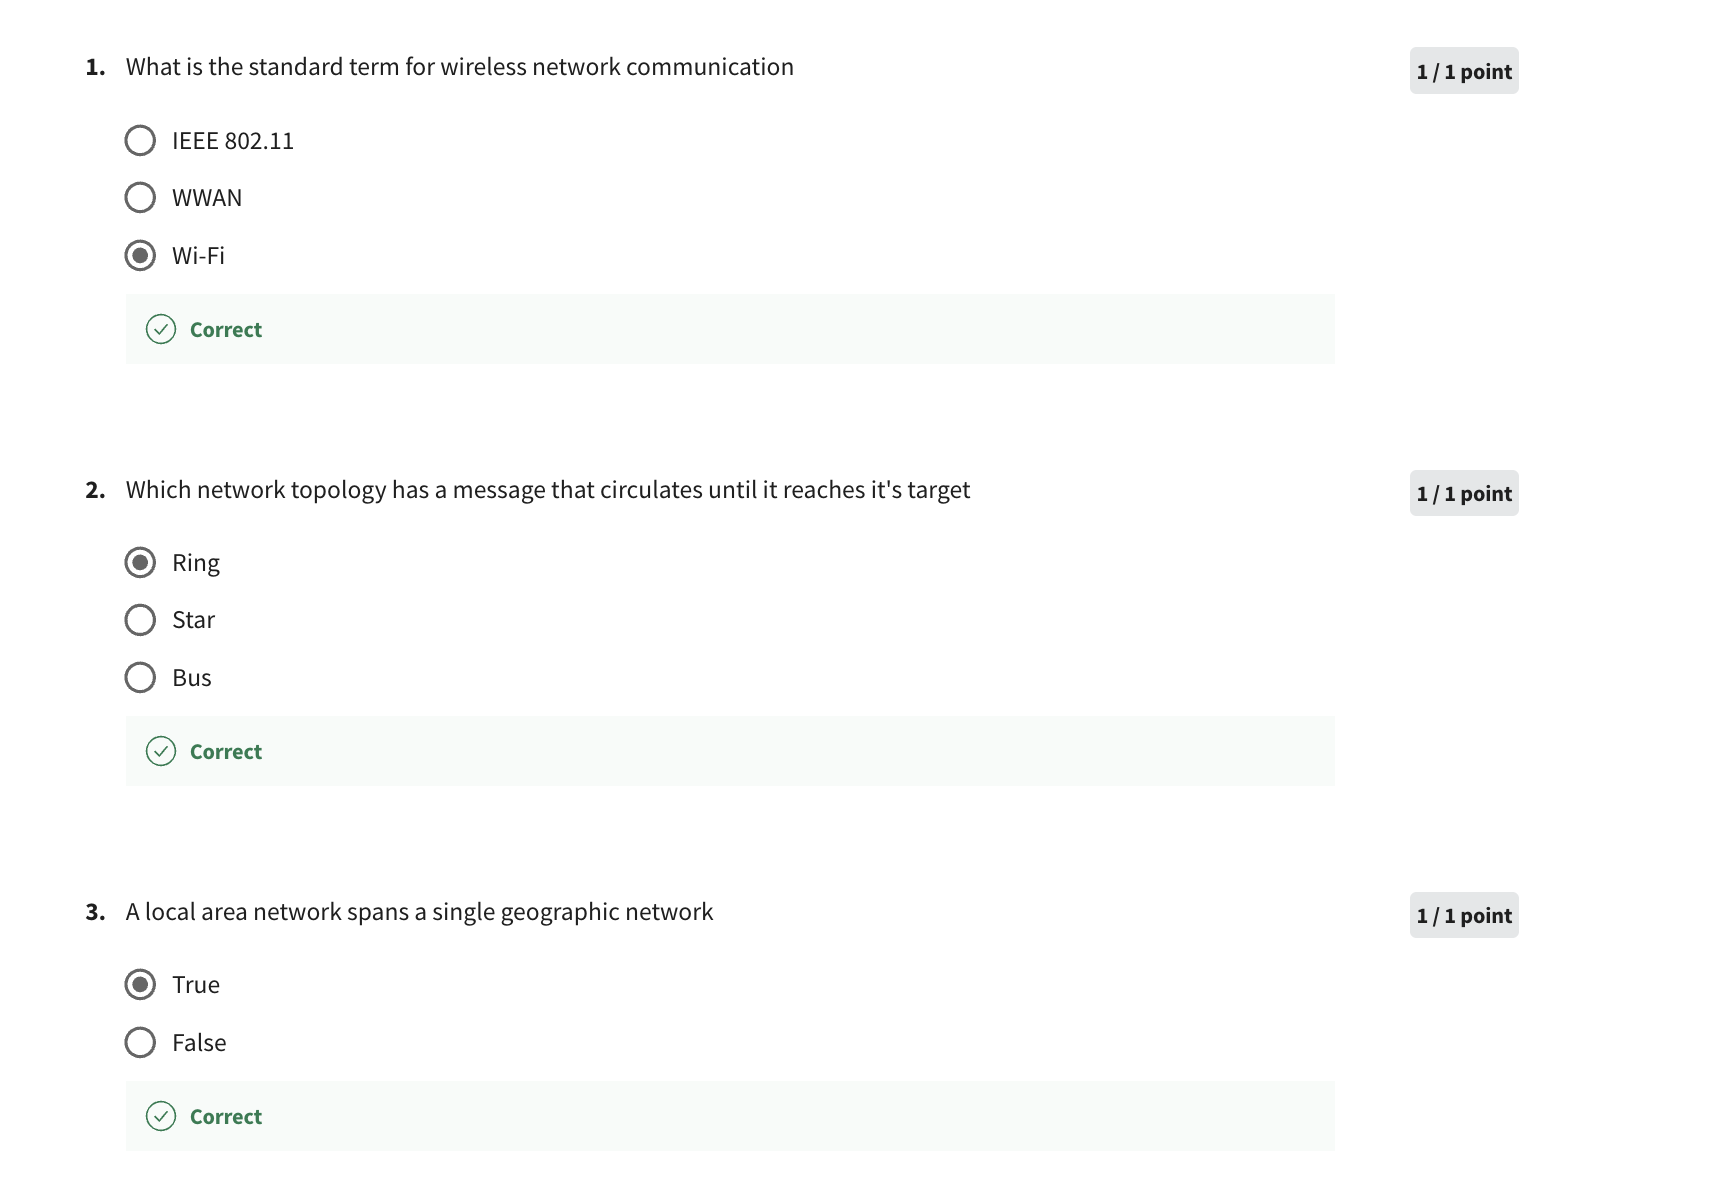 1. What is the standard term for wireless network communication
1 / 1 point
IEEE 802.11
WWAN
Wi-Fi
Correct
2. Which network topology has a message that circulates until it reaches it's target
1 / 1 point
Ring
Star
Bus
Correct
3. A local area network spans a single geographic network
1 / 1 point
True
False
Correct